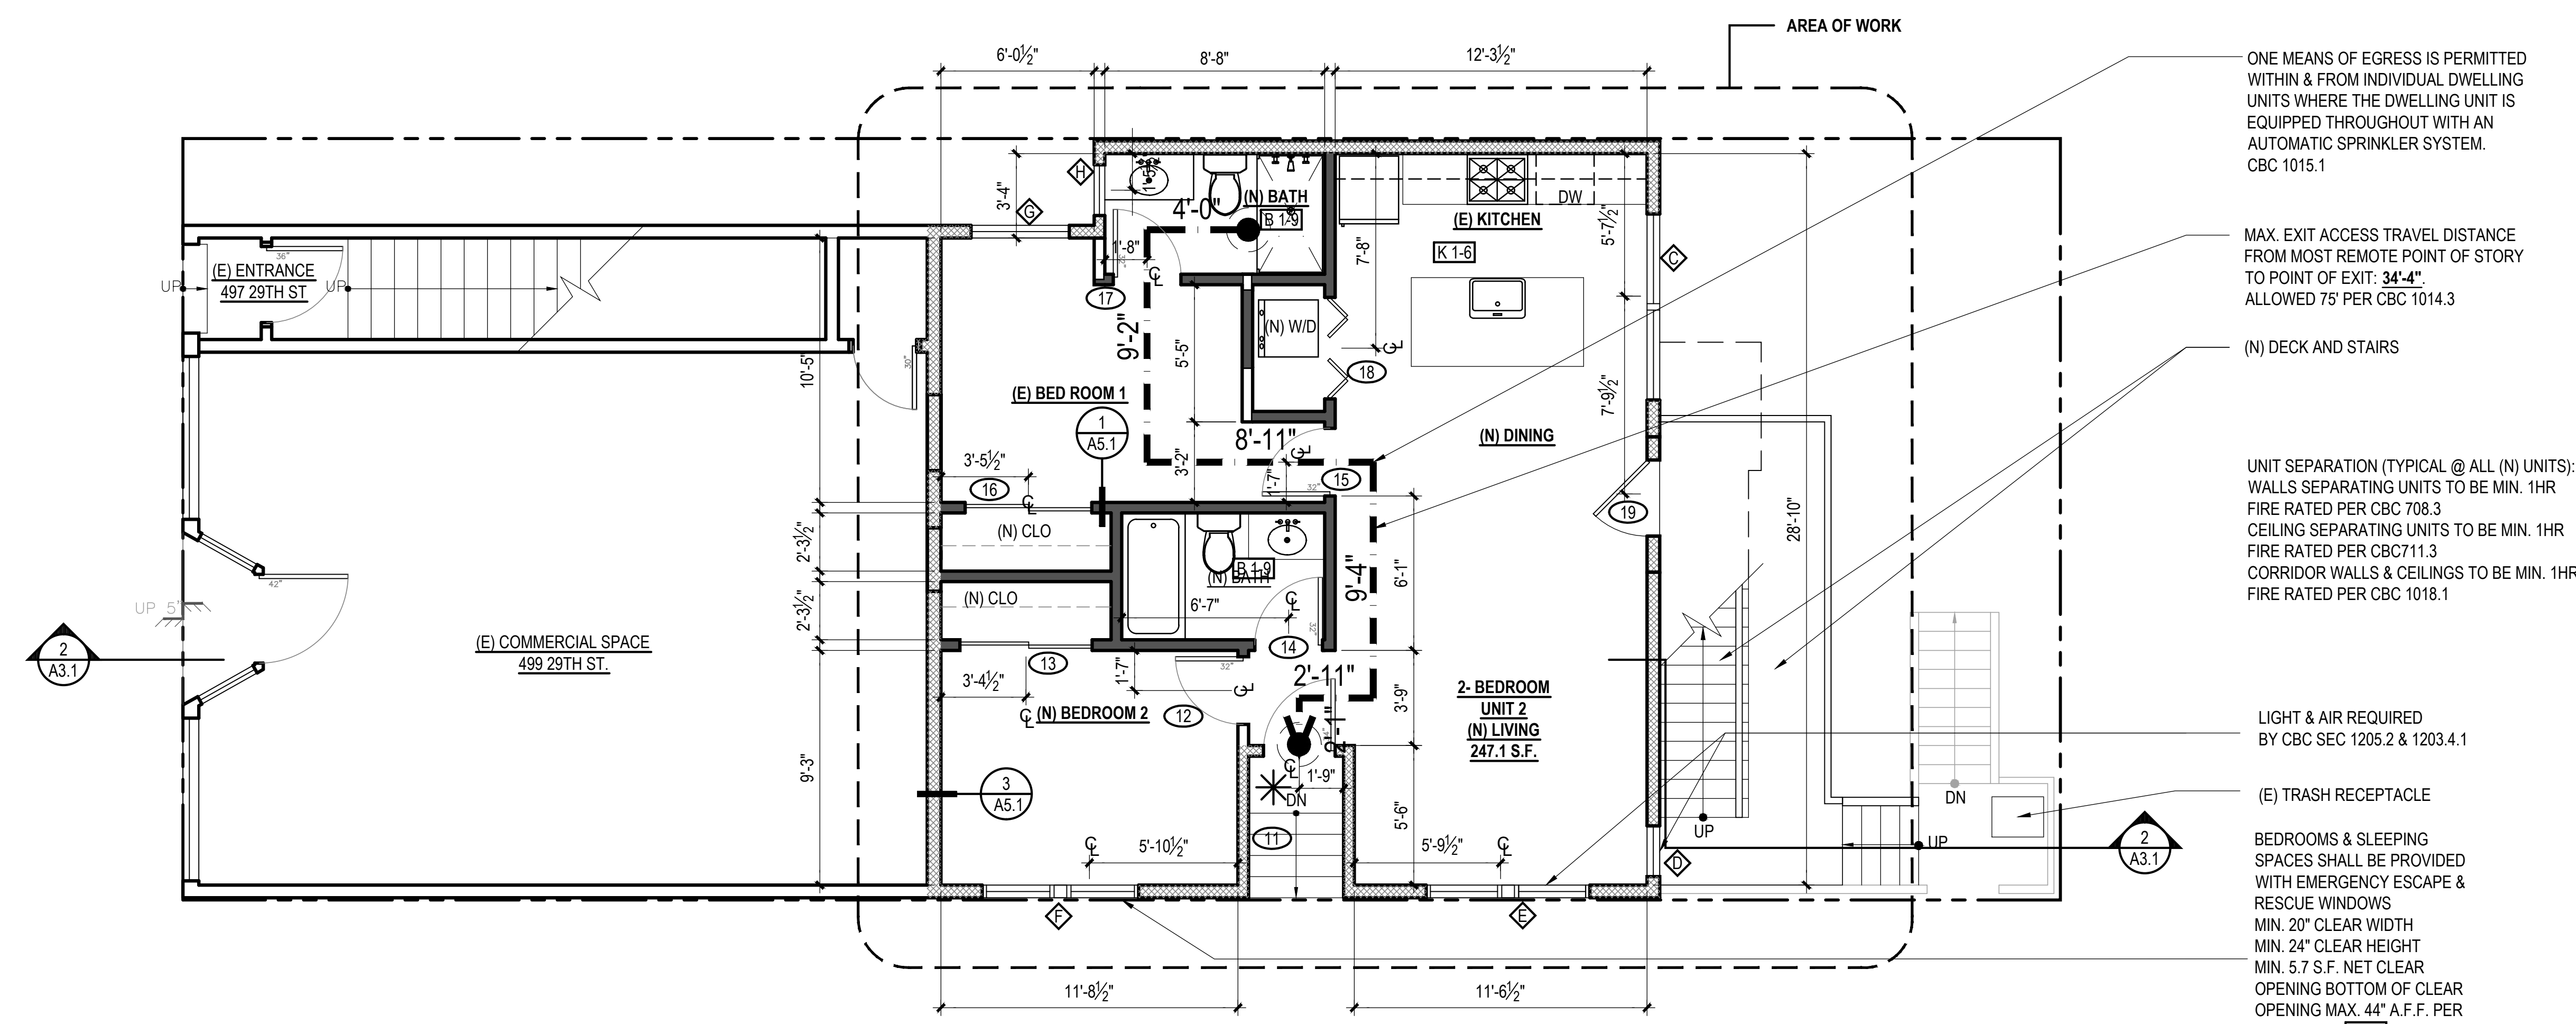 AREA OF WORK
6'-0½"
8'-8"
12'-3½"
ONE MEANS OF EGRESS IS PERMITTED
WITHIN & FROM INDIVIDUAL DWELLING
UNITS WHERE THE DWELLING UNIT IS
EQUIPPED THROUGHOUT WITH AN
AUTOMATIC SPRINKLER SYSTEM.
CBC 1015.1
MAX. EXIT ACCESS TRAVEL DISTANCE
FROM MOST REMOTE POINT OF STORY
TO POINT OF EXIT: 34'-4".
ALLOWED 75' PER CBC 1014.3
(N) DECK AND STAIRS
UNIT SEPARATION (TYPICAL @ ALL (N) UNITS):
WALLS SEPARATING UNITS TO BE MIN. 1HR
FIRE RATED PER CBC 708.3
CEILING SEPARATING UNITS TO BE MIN. 1HR
FIRE RATED PER CBC711.3
CORRIDOR WALLS & CEILINGS TO BE MIN. 1HR
FIRE RATED PER CBC 1018.1
LIGHT & AIR REQUIRED
BY CBC SEC 1205.2 & 1203.4.1
(E) TRASH RECEPTACLE
BEDROOMS & SLEEPING
SPACES SHALL BE PROVIDED
WITH EMERGENCY ESCAPE &
RESCUE WINDOWS
MIN. 20" CLEAR WIDTH
MIN. 24" CLEAR HEIGHT
MIN. 5.7 S.F. NET CLEAR
OPENING BOTTOM OF CLEAR
OPENING MAX. 44" A.F.F. PER
H
G
3'-4"
1'-5"
4'-0"
(N) BATH
B 1-9
1'-8"
32"
17
DW
(E) KITCHEN
K 1-6
7'-8"
5'-7½"
C
UP
(E) ENTRANCE
497 29TH ST
36"
UP
10'-5"
30"
9'-2"
5'-5"
(N) W/D
18
7'-9½"
(E) BED ROOM 1
1
A5.1
8'-11"
(N) DINING
3'-2"
1'-7"
32"
15
3'-5½"
16
19
28'-10"
2'-3½"
(N) CLO
B 1-9
(N) BATH
6'-7"
32"
9'-4"
6'-1"
2'-3½"
(N) CLO
42"
UP 5"
2
A3.1
(E) COMMERCIAL SPACE
499 29TH ST.
13
14
1'-7"
32"
2'-11"
3'-4½"
(N) BEDROOM 2
12
3'-9"
2- BEDROOM
UNIT 2
(N) LIVING
247.1 S.F.
9'-3"
3
A5.1
1'-9"
DN
11
5'-6"
5'-10½"
5'-9½"
UP
DN
UP
D
2
A3.1
F
E
11'-8½"
11'-6½"